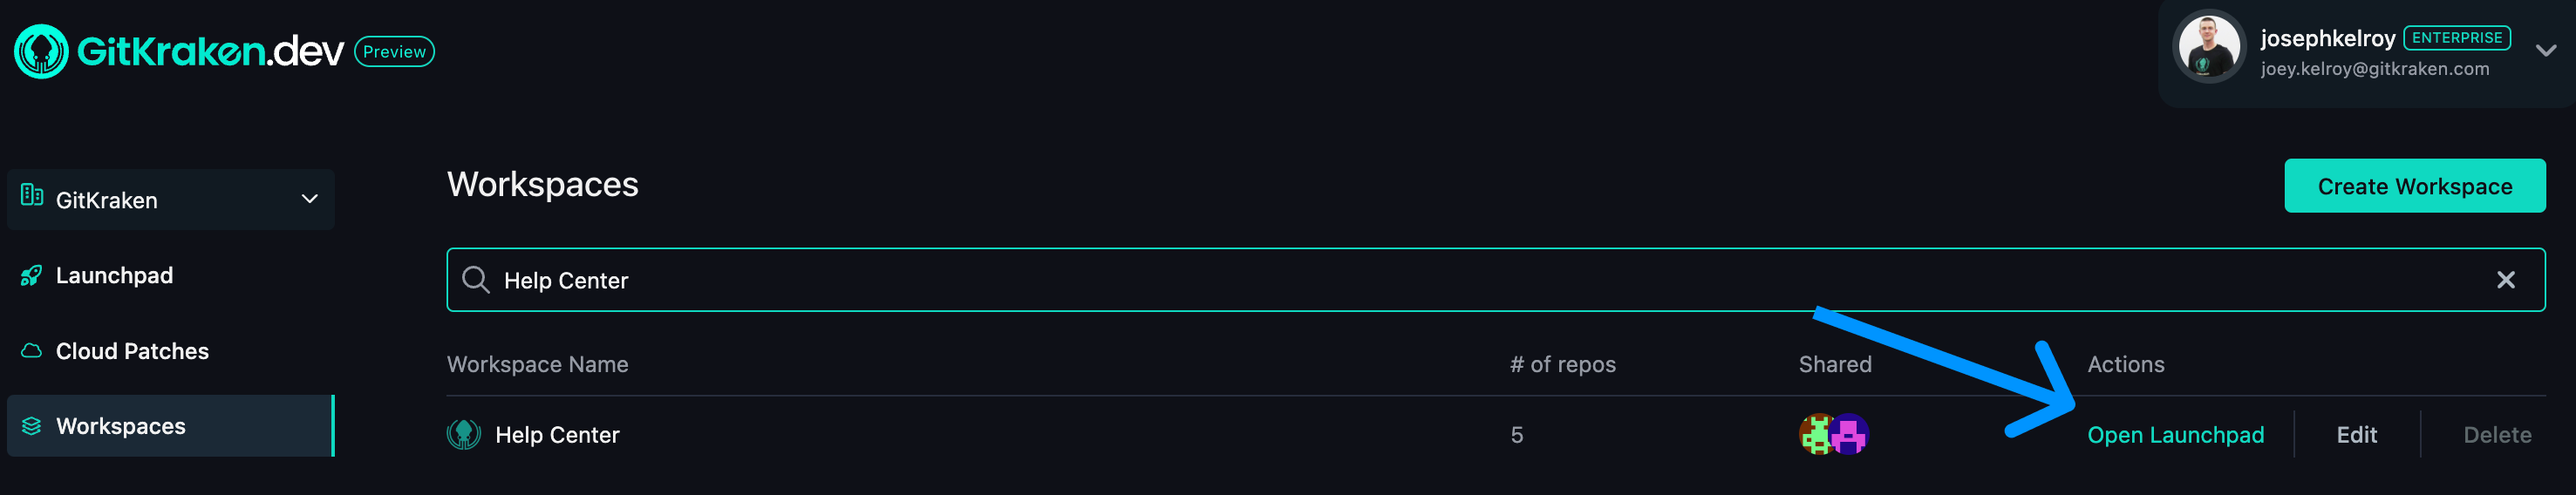 GitKraken.dev Preview
josephkelroy ENTERPRISE
joey.kelroy@gitkraken.com
GitKraken
Launchpad
Cloud Patches
Workspaces
Workspaces
Create Workspace
Help Center
Workspace Name # of repos Shared Actions
Help Center 5 Open Launchpad Edit Delete